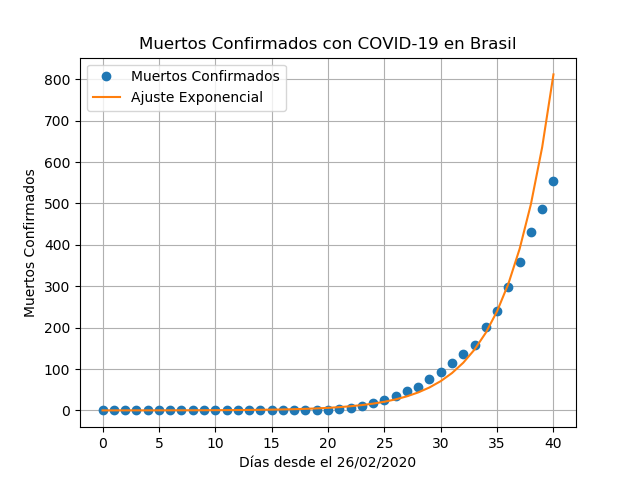 Muertos Confirmados con COVID-19 en Brasil
Muertos Confirmados
Ajuste Exponencial
Muertos Confirmados
800
700
600
500
400
300
200
100
0
0 5 10 15 20 25 30 35 40
Días desde el 26/02/2020